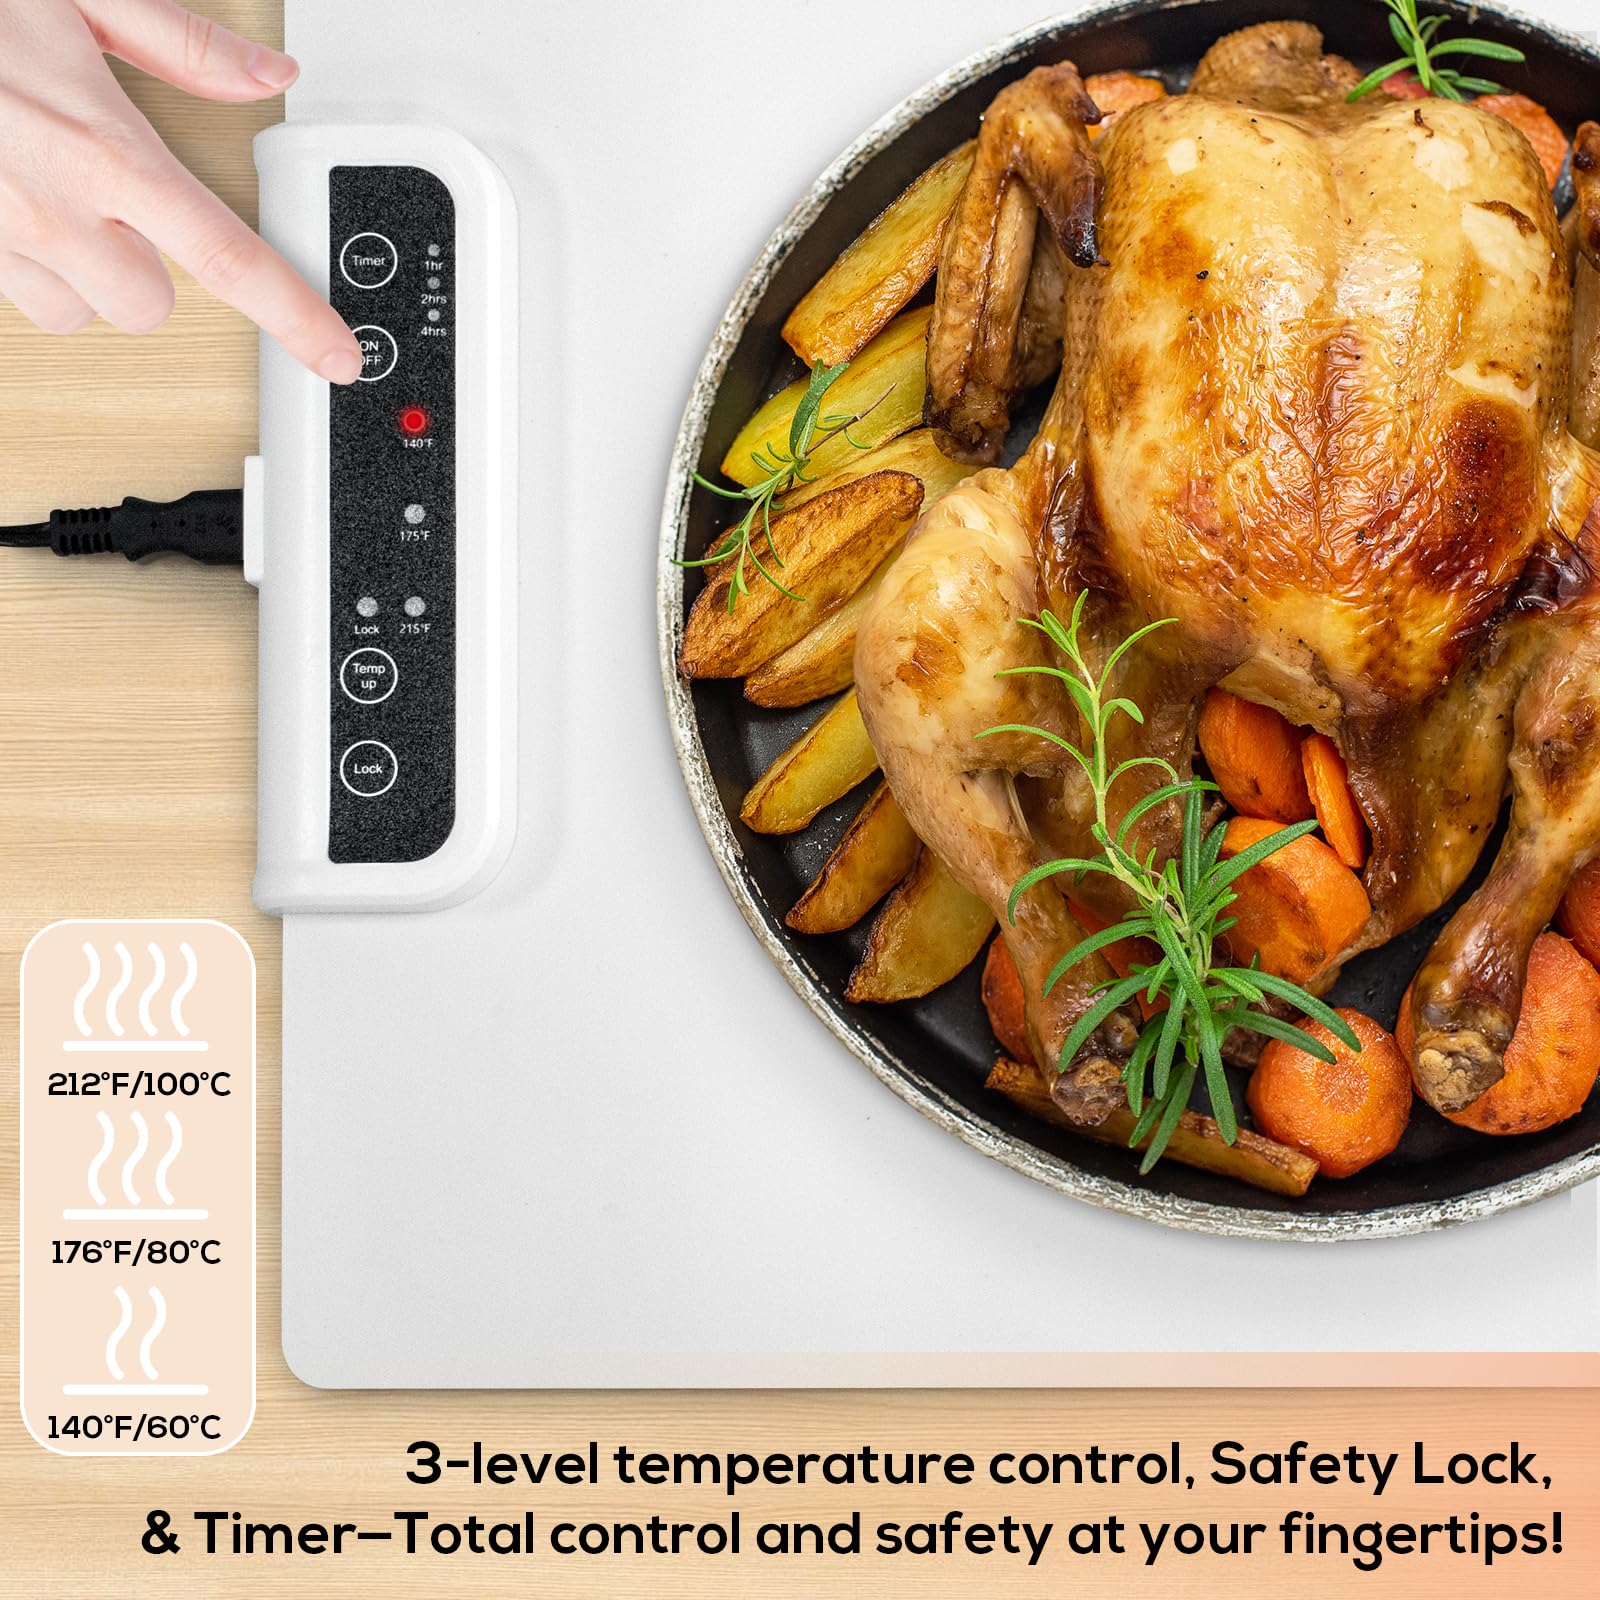 Timer
1hr
2hrs
4hrs
ON
OFF
140°F
175°F
Lock
215°F
Temp
up
Lock
212°F/100°C
176°F/80°C
140°F/60°C
3-level temperature control, Safety Lock,
& Timer—Total control and safety at your fingertips!